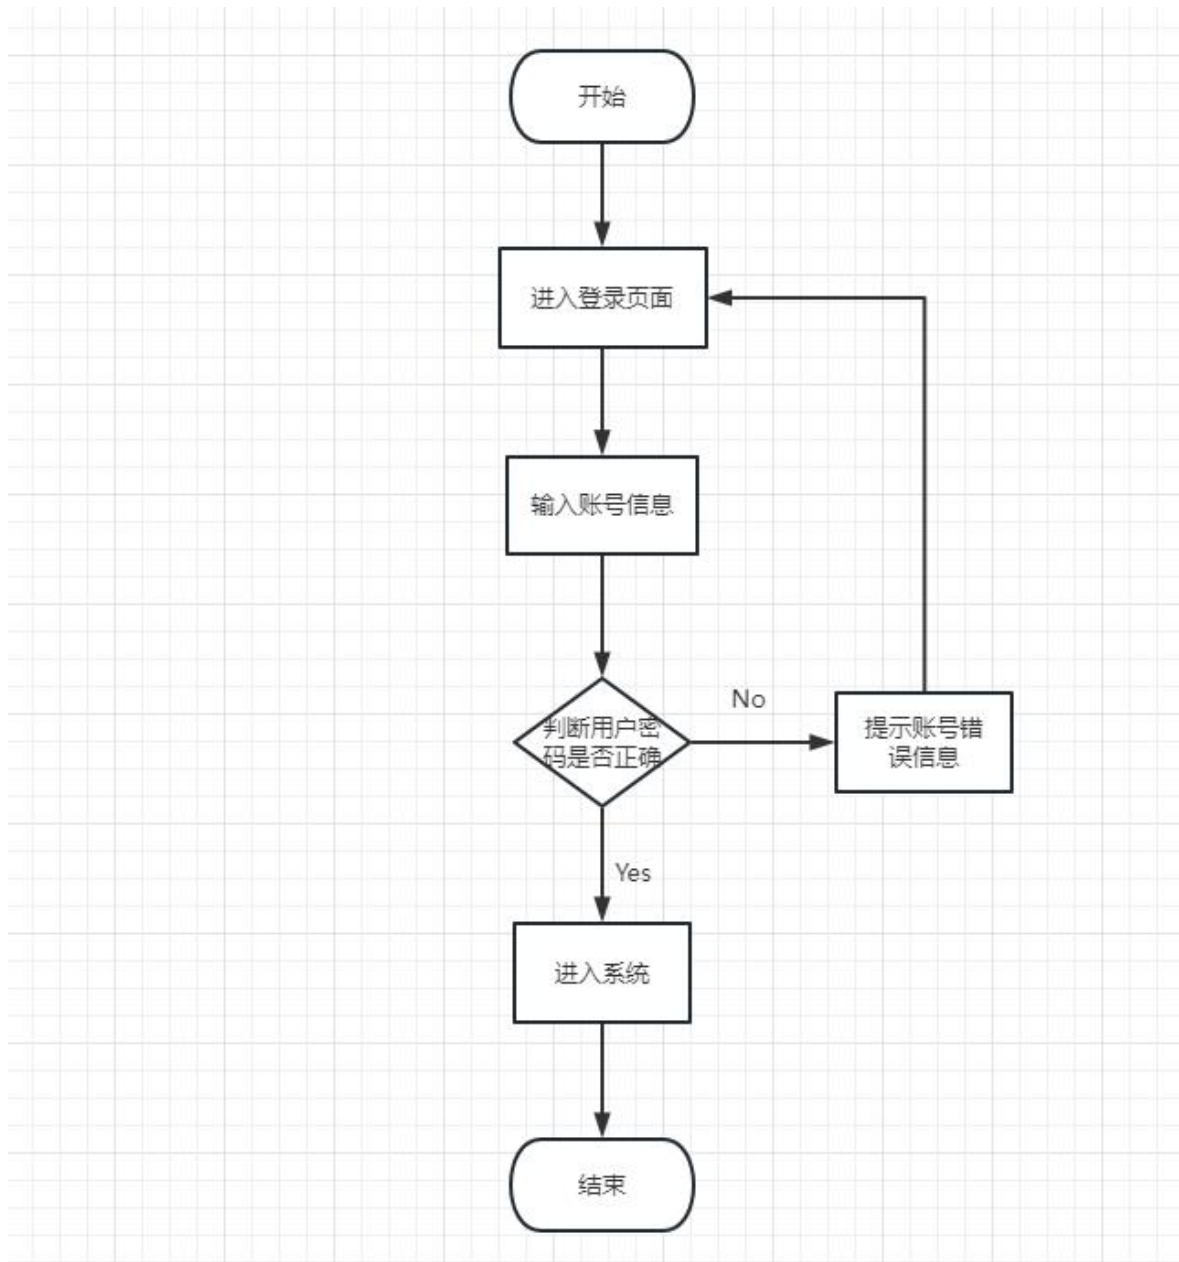 开始
进入登录页面
输入账号信息
判断用户密
码是否正确
No
提示账号错
误信息
Yes
进入系统
结束